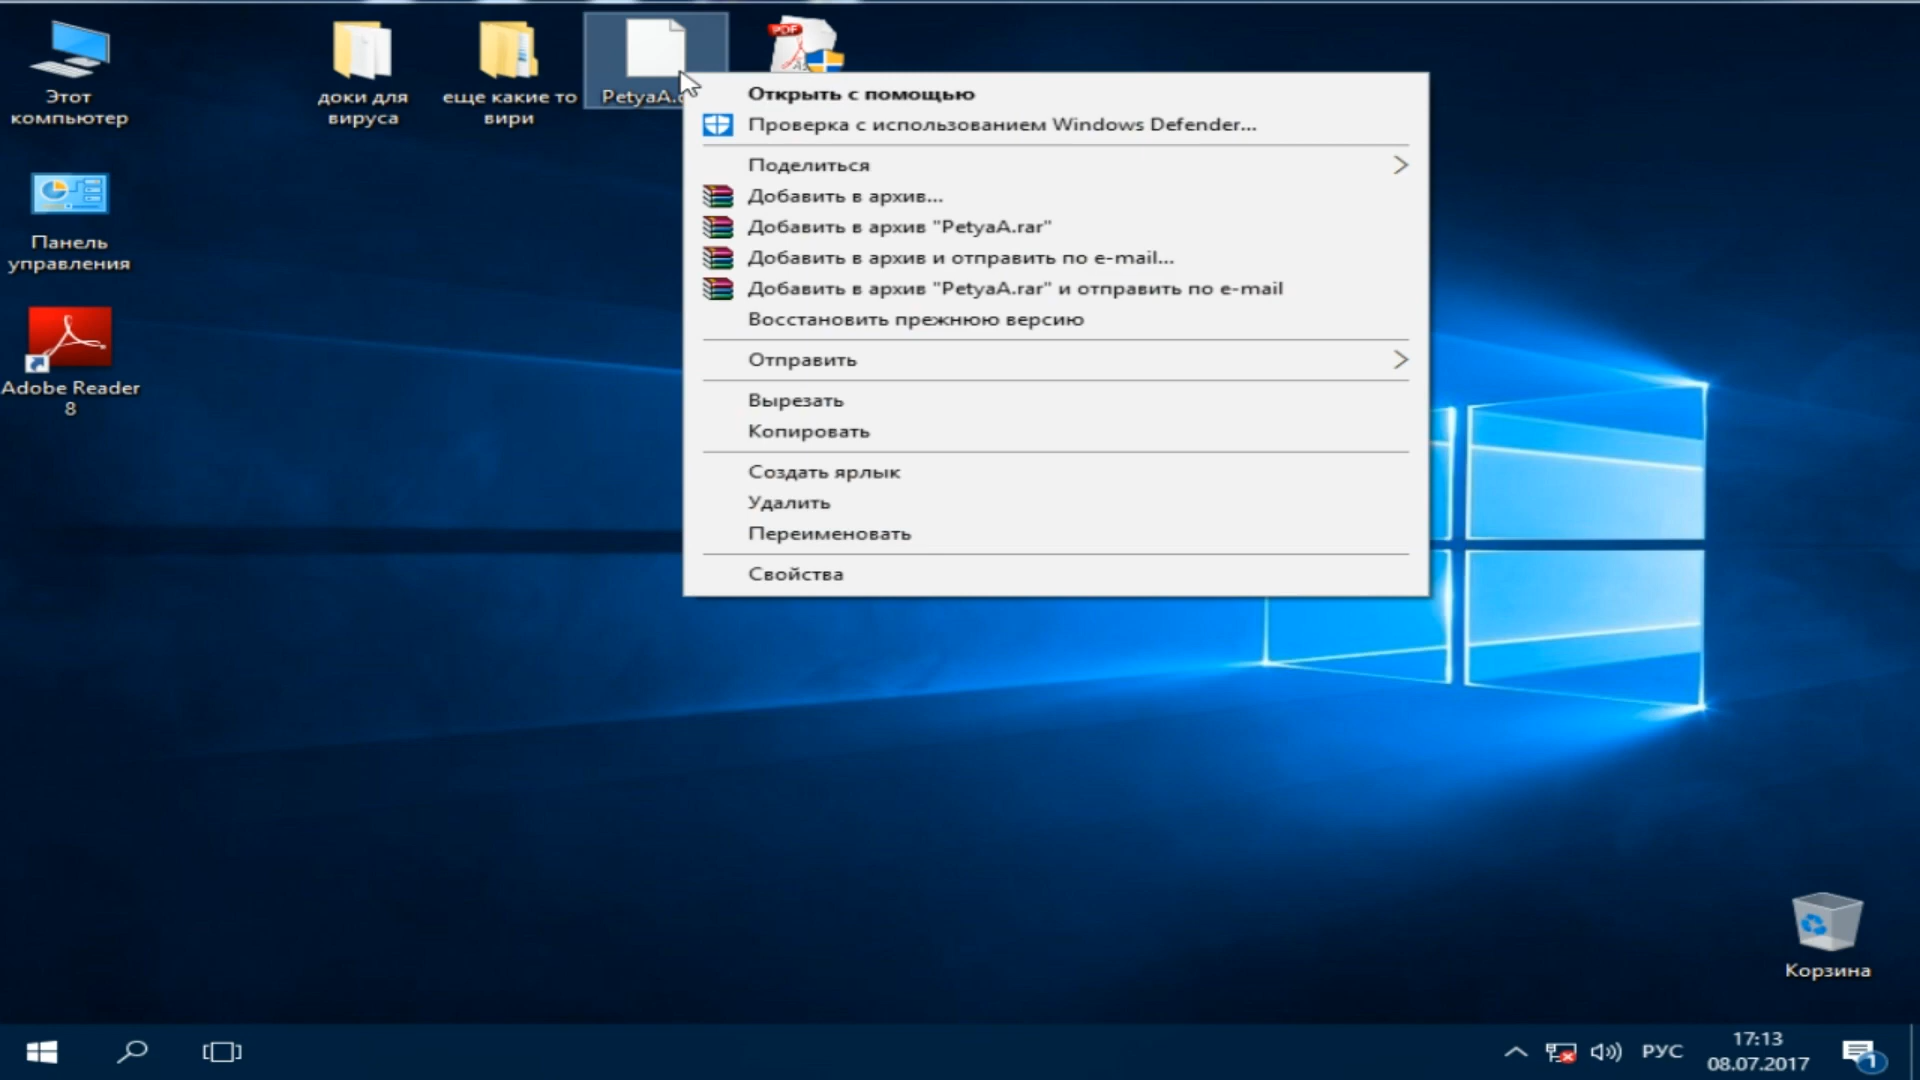 Этот
компьютер
доки для
вируса
еще какие то
вири
PDF
Открыть с помощью
Проверка с использованием Windows Defender...
Поделиться
Добавить в архив...
Добавить в архив "PetyaA.rar"
Добавить в архив и отправить по e-mail...
Добавить в архив "PetyaA.rar" и отправить по e-mail
Восстановить прежнюю версию
Отправить
Вырезать
Копировать
Создать ярлык
Удалить
Переименовать
Свойства
Панель
управления
Adobe Reader
8
Корзина
РУС
17:13
08.07.2017
1